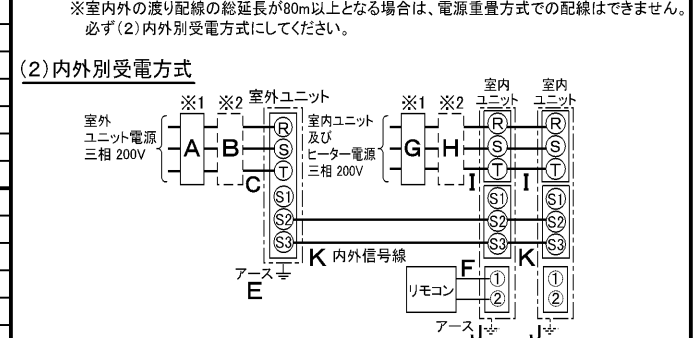 ※室内外の渡り配線の総延長が80m以上となる場合は、電源重畳方式での配線はできません。
必ず(2)内外別受電方式にしてください。
(2)内外別受電方式
※1 ※2 室外ユニット
室外
ユニット電源
三相 200V
A B C
R
S
T
S1
S2
S3
アース
E
K 内外信号線
※1 ※2
室内ユニット
及び
ヒーター電源
三相 200V
G H I I
室内
ユニット
R
S
T
S1
S2
S3
①
②
室内
ユニット
R
S
T
S1
S2
S3
①
②
K
F
リモコン
アース J J